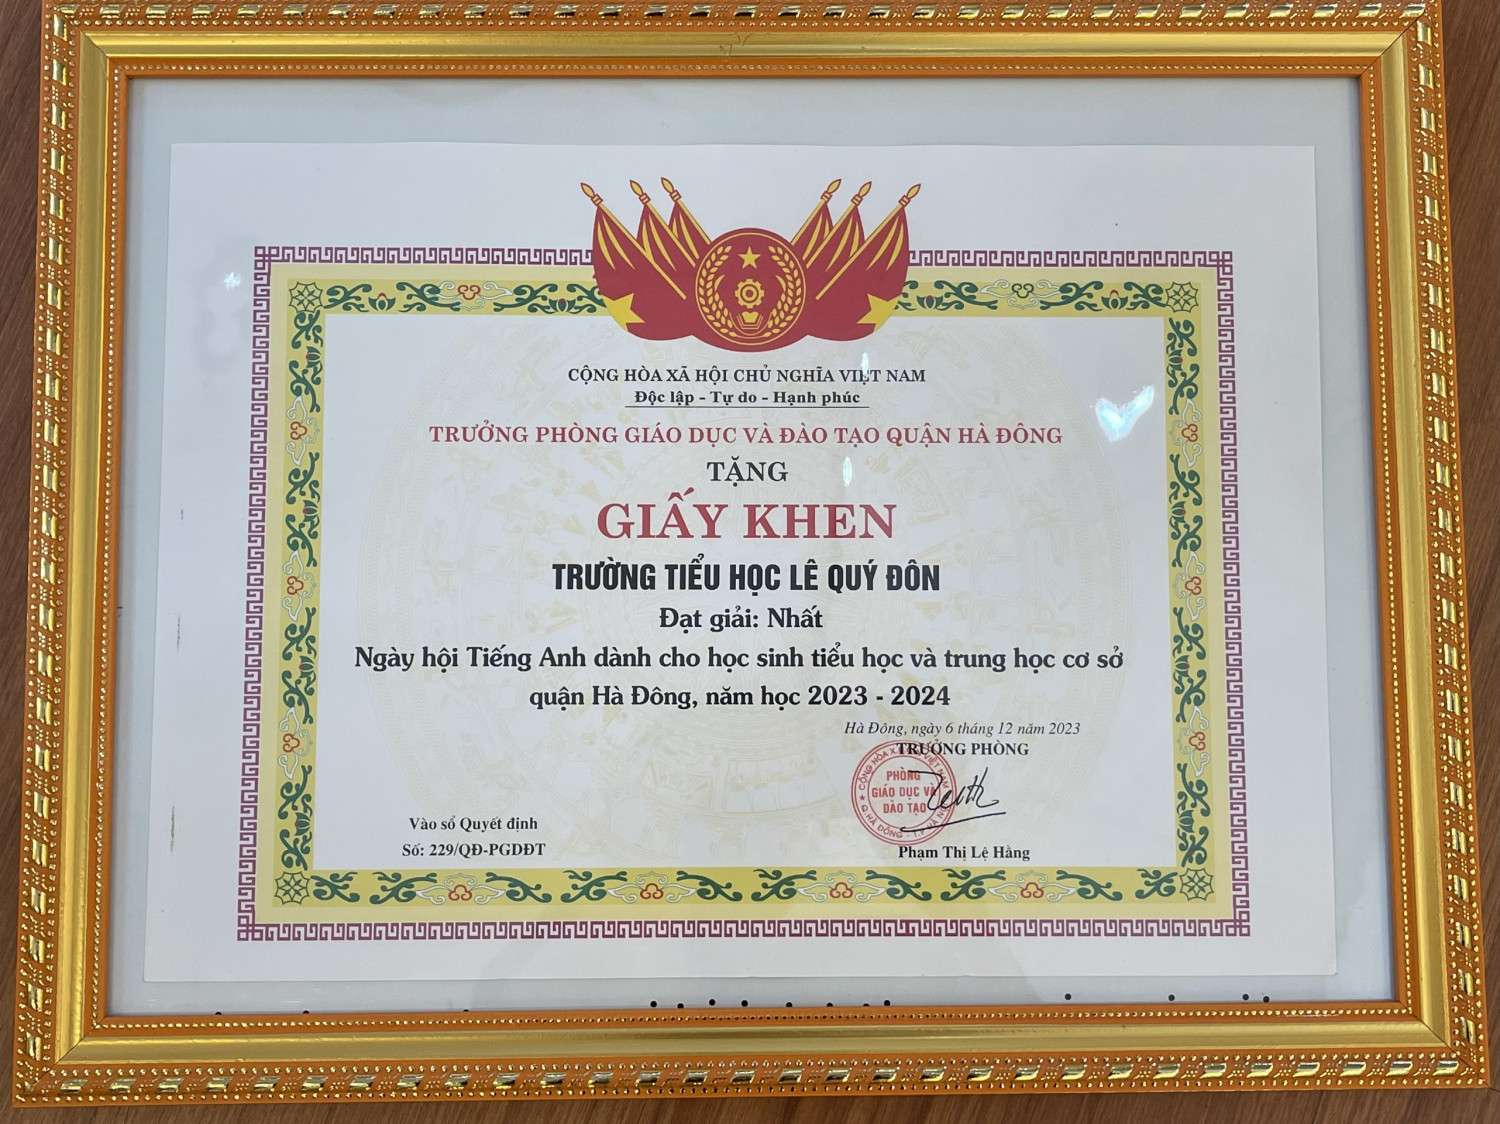 CỘNG HÒA XÃ HỘI CHỦ NGHĨA VIỆT NAM
Độc lập - Tự do - Hạnh phúc
TRƯỞNG PHÒNG GIÁO DỤC VÀ ĐÀO TẠO QUẬN HÀ ĐÔNG
TẶNG
GIẤY KHEN
TRƯỜNG TIỂU HỌC LÊ QUÝ ĐÔN
Đạt giải: Nhất
Ngày hội Tiếng Anh dành cho học sinh tiểu học và trung học cơ sở
quận Hà Đông, năm học 2023 - 2024
Hà Đông, ngày 6 tháng 12 năm 2023
TRƯỞNG PHÒNG
PHÒNG
GIÁO DỤC VÀ
ĐÀO TẠO
Phạm Thị Lệ Hằng
Vào sổ Quyết định
Số: 229/QĐ-PGDĐT